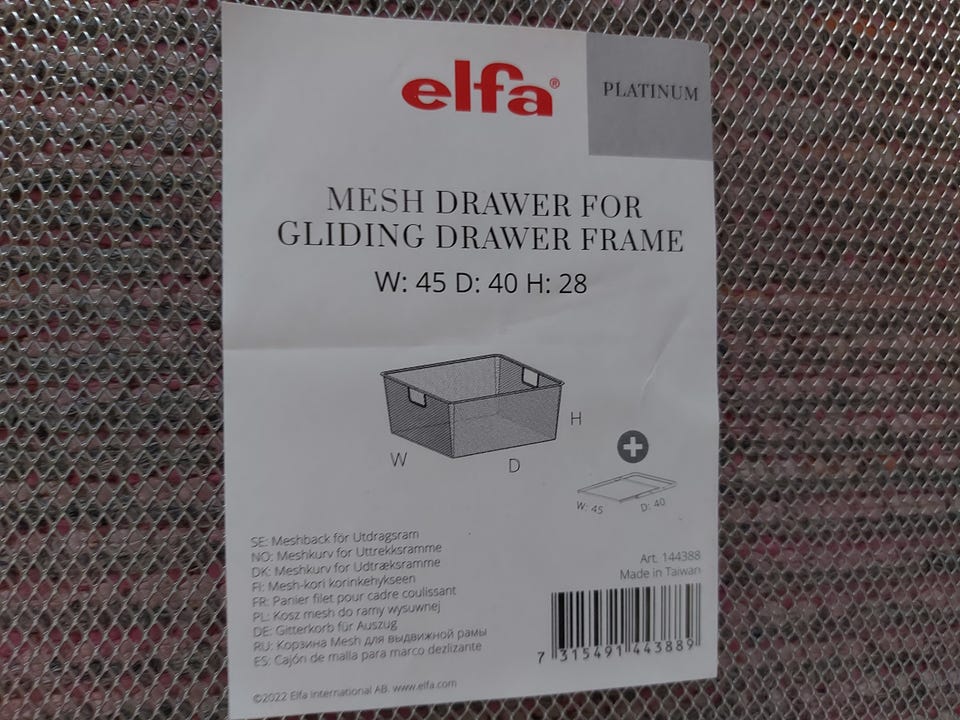 elfa®
PLATINUM
MESH DRAWER FOR
GLIDING DRAWER FRAME
W: 45 D: 40 H: 28
H
W
D
W: 45
D: 40
SE: Meshback för Utdragsram
NO: Meshkurv for Uttrekksramme
DK: Meshkurv for Udtræksramme
FI: Mesh-kori korinkehykseen
FR: Panier filet pour cadre coulissant
PL: Kosz mesh do ramy wysuwnej
DE: Gitterkorb für Auszug
RU: Корзина Mesh для выдвижной рамы
ES: Cajón de malla para marco dezlizante
Art. 144388
Made in Taiwan
7 315491 443889
©2022 Elfa International AB. www.elfa.com